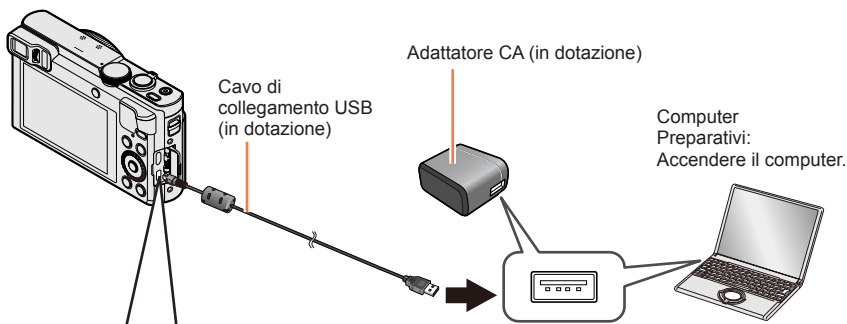 Adattatore CA (in dotazione)
Cavo di
collegamento USB
(in dotazione)
Computer
Preparativi:
Accendere il computer.